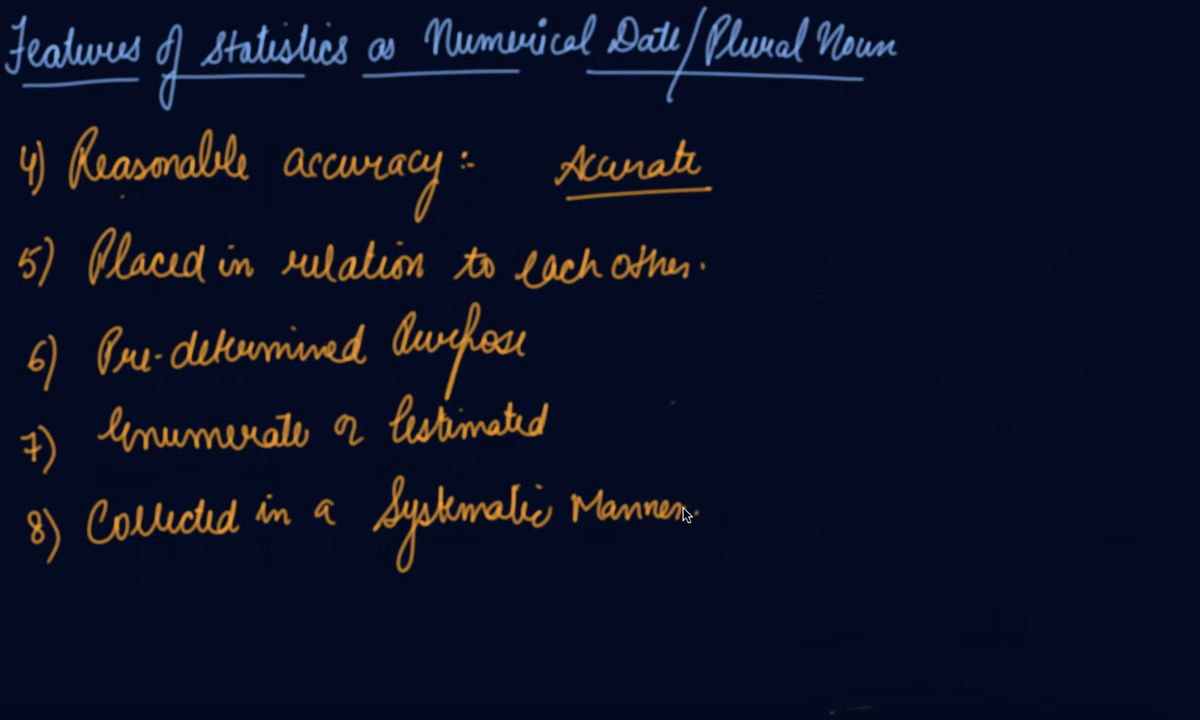 Features of Statistics as Numerical Date/Plural Noun
4) Reasonable accuracy :- Accurate
5) Placed in relation to each other.
6) Pre-determined Purpose
7) Enumerate or Estimated
8) Collected in a Systematic Manner.